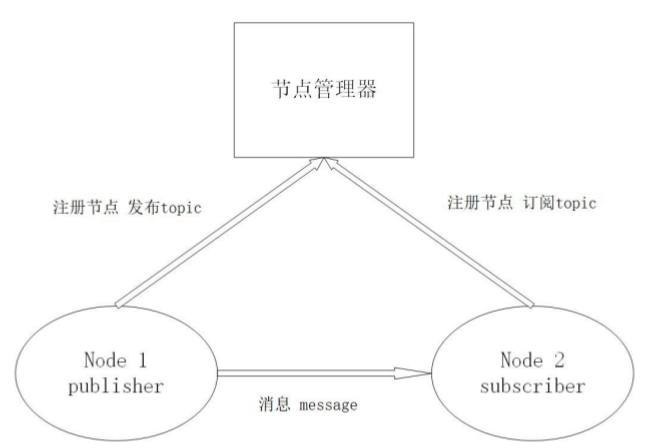 节点管理器
注册节点 发布topic
注册节点 订阅topic
Node 1
publisher
Node 2
subscriber
消息 message